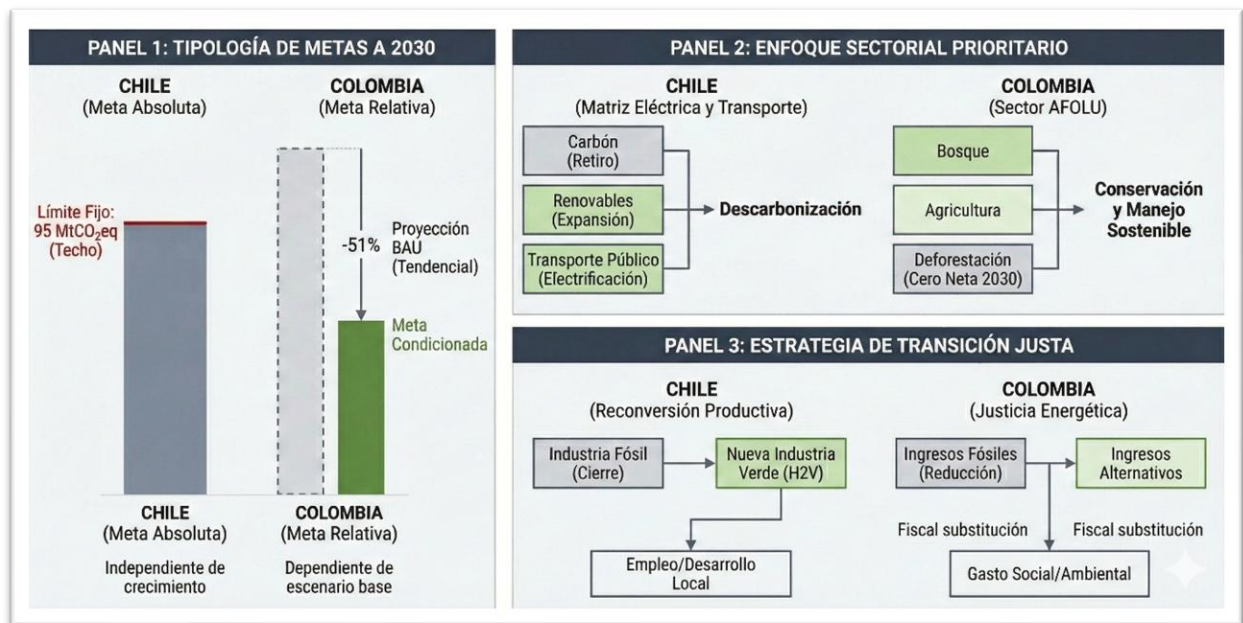 PANEL 1: TIPOLOGÍA DE METAS A 2030
CHILE
(Meta Absoluta)
COLOMBIA
(Meta Relativa)
Límite Fijo:
95 MtCO₂eq
(Techo)
-51%
Proyección
BAU
(Tendencial)
Meta
Condicionada
CHILE
(Meta Absoluta)
Independiente de
crecimiento
COLOMBIA
(Meta Relativa)
Dependiente de
escenario base
PANEL 2: ENFOQUE SECTORIAL PRIORITARIO
CHILE
(Matriz Eléctrica y Transporte)
Carbón
(Retiro)
Renovables
(Expansión)
Transporte Público
(Electrificación)
Descarbonización
COLOMBIA
(Sector AFOLU)
Bosque
Agricultura
Deforestación
(Cero Neta 2030)
Conservación
y Manejo
Sostenible
PANEL 3: ESTRATEGIA DE TRANSICIÓN JUSTA
CHILE
(Reconversión Productiva)
Industria Fósil
(Cierre)
Nueva Industria
Verde (H2V)
Empleo/Desarrollo
Local
COLOMBIA
(Justicia Energética)
Ingresos Fósiles
(Reducción)
Ingresos
Alternativos
Fiscal substitución
Fiscal substitución
Gasto Social/Ambiental